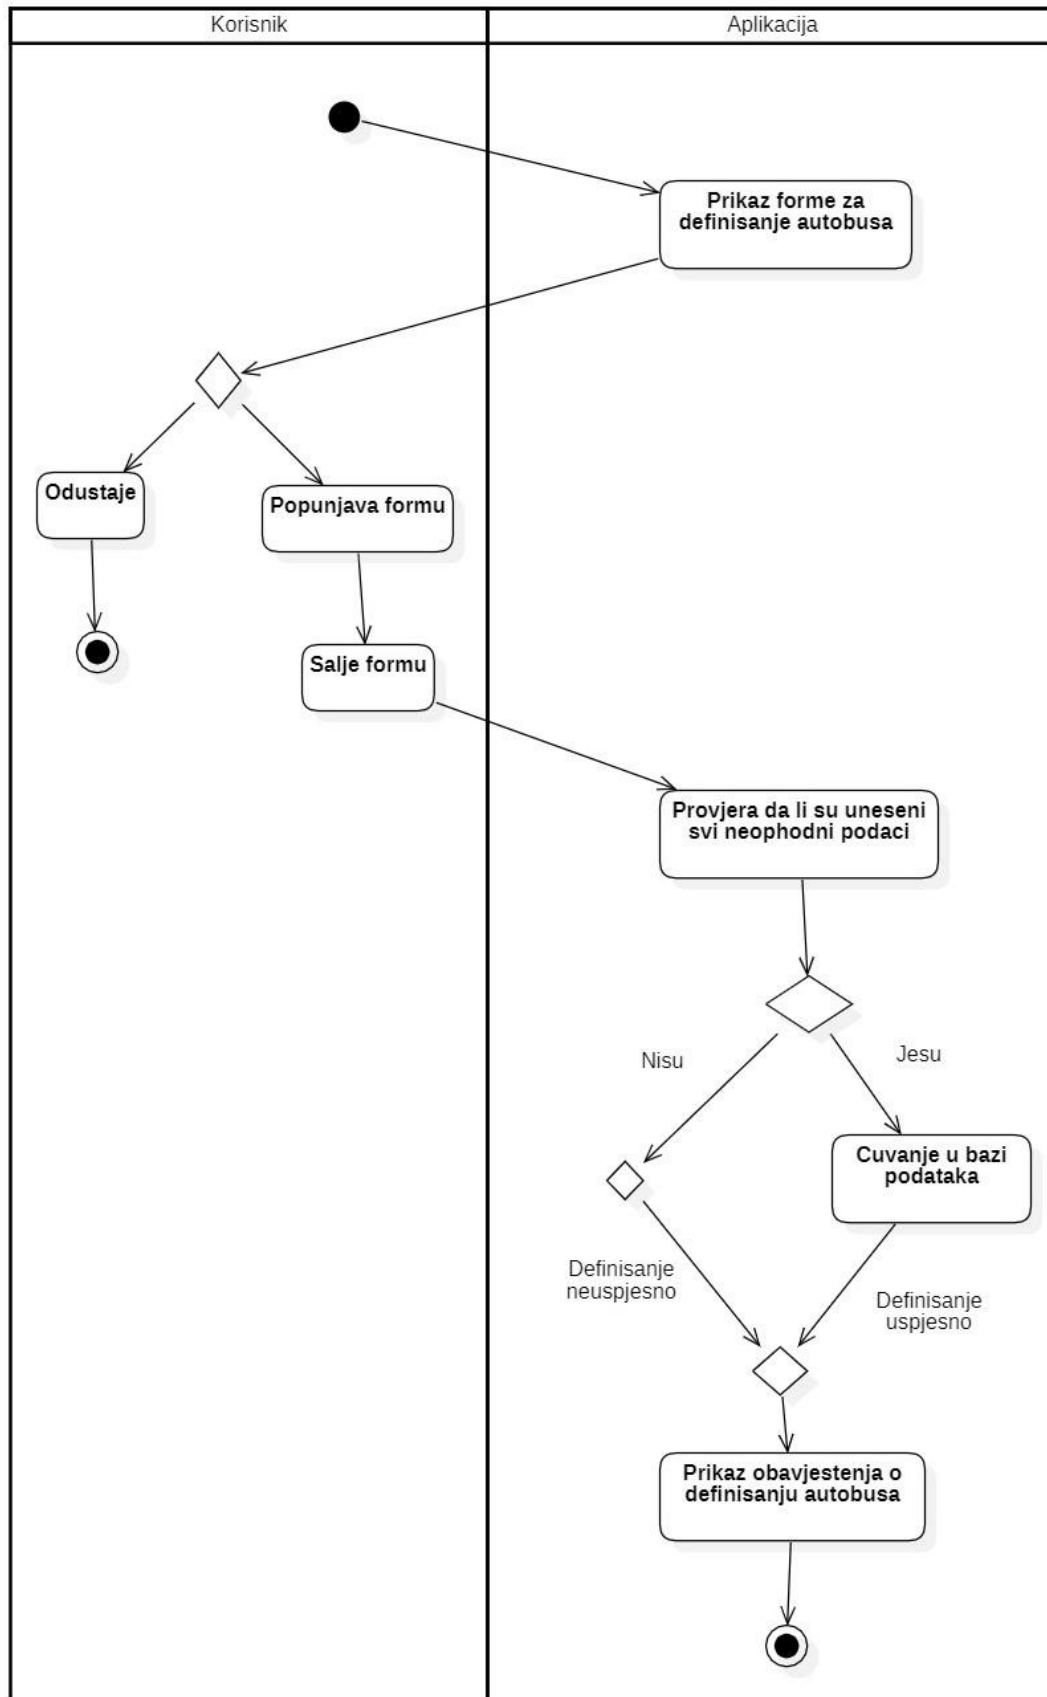 Korisnik
Aplikacija
Prikaz forme za
definisanje autobusa
Odustaje
Popunjava formu
Salje formu
Provjera da li su uneseni
svi neophodni podaci
Nisu
Jesu
Cuvanje u bazi
podataka
Definisanje
neuspjesno
Definisanje
uspjesno
Prikaz obavjestenja o
definisanju autobusa